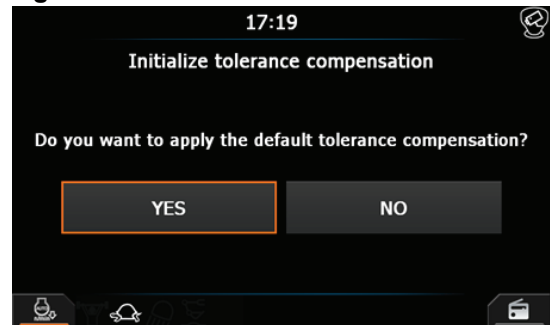 17:19
Initialize tolerance compensation
Do you want to apply the default tolerance compensation?
YES NO